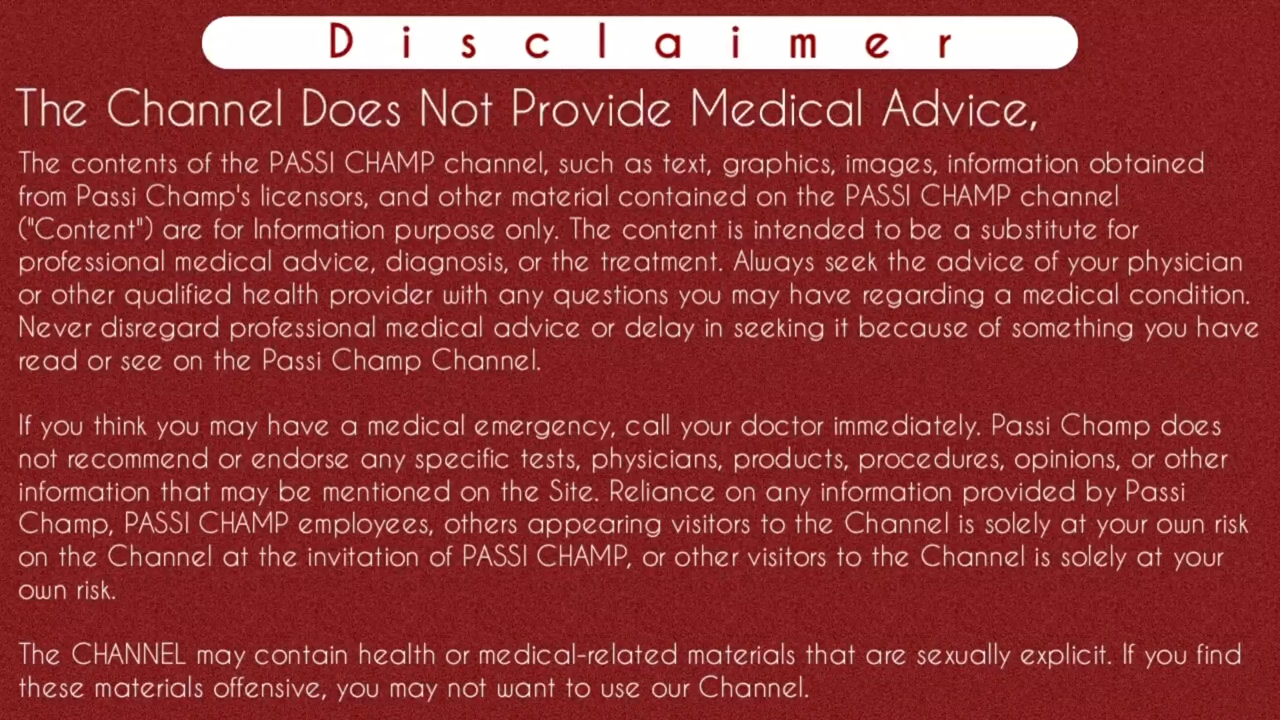 Disclaimer
The Channel Does Not Provide Medical Advice,
The contents of the PASSI CHAMP channel, such as text, graphics, images, information obtained
from Passi Champ's licensors, and other material contained on the PASSI CHAMP channel
("Content") are for Information purpose only. The content is intended to be a substitute for
professional medical advice, diagnosis, or the treatment. Always seek the advice of your physician
or other qualified health provider with any questions you may have regarding a medical condition.
Never disregard professional medical advice or delay in seeking it because of something you have
read or see on the Passi Champ Channel.
If you think you may have a medical emergency, call your doctor immediately. Passi Champ does
not recommend or endorse any specific tests, physicians, products, procedures, opinions, or other
information that may be mentioned on the Site. Reliance on any information provided by Passi
Champ, PASSI CHAMP employees, others appearing visitors to the Channel is solely at your own risk
on the Channel at the invitation of PASSI CHAMP, or other visitors to the Channel is solely at your
own risk.
The CHANNEL may contain health or medical-related materials that are sexually explicit. If you find
these materials offensive, you may not want to use our Channel.